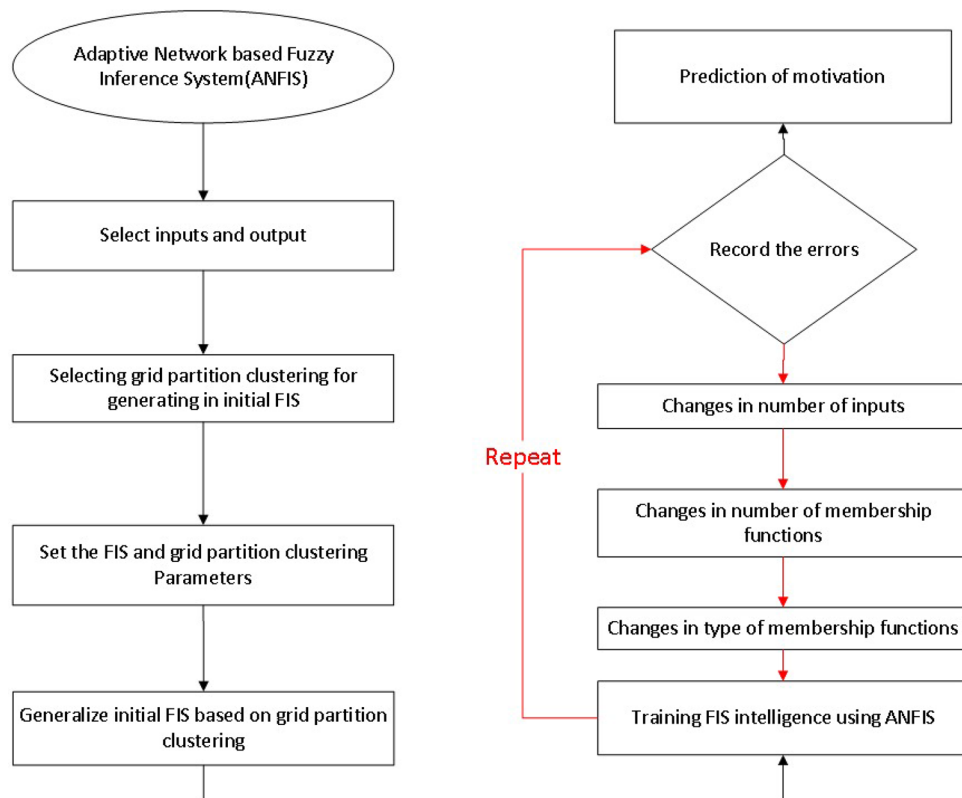 Adaptive Network based Fuzzy
Inference System(ANFIS)
Select inputs and output
Selecting grid partition clustering for
generating in initial FIS
Set the FIS and grid partition clustering
Parameters
Generalize initial FIS based on grid partition
clustering
Prediction of motivation
Record the errors
Changes in number of inputs
Repeat
Changes in number of membership
functions
Changes in type of membership functions
Training FIS intelligence using ANFIS